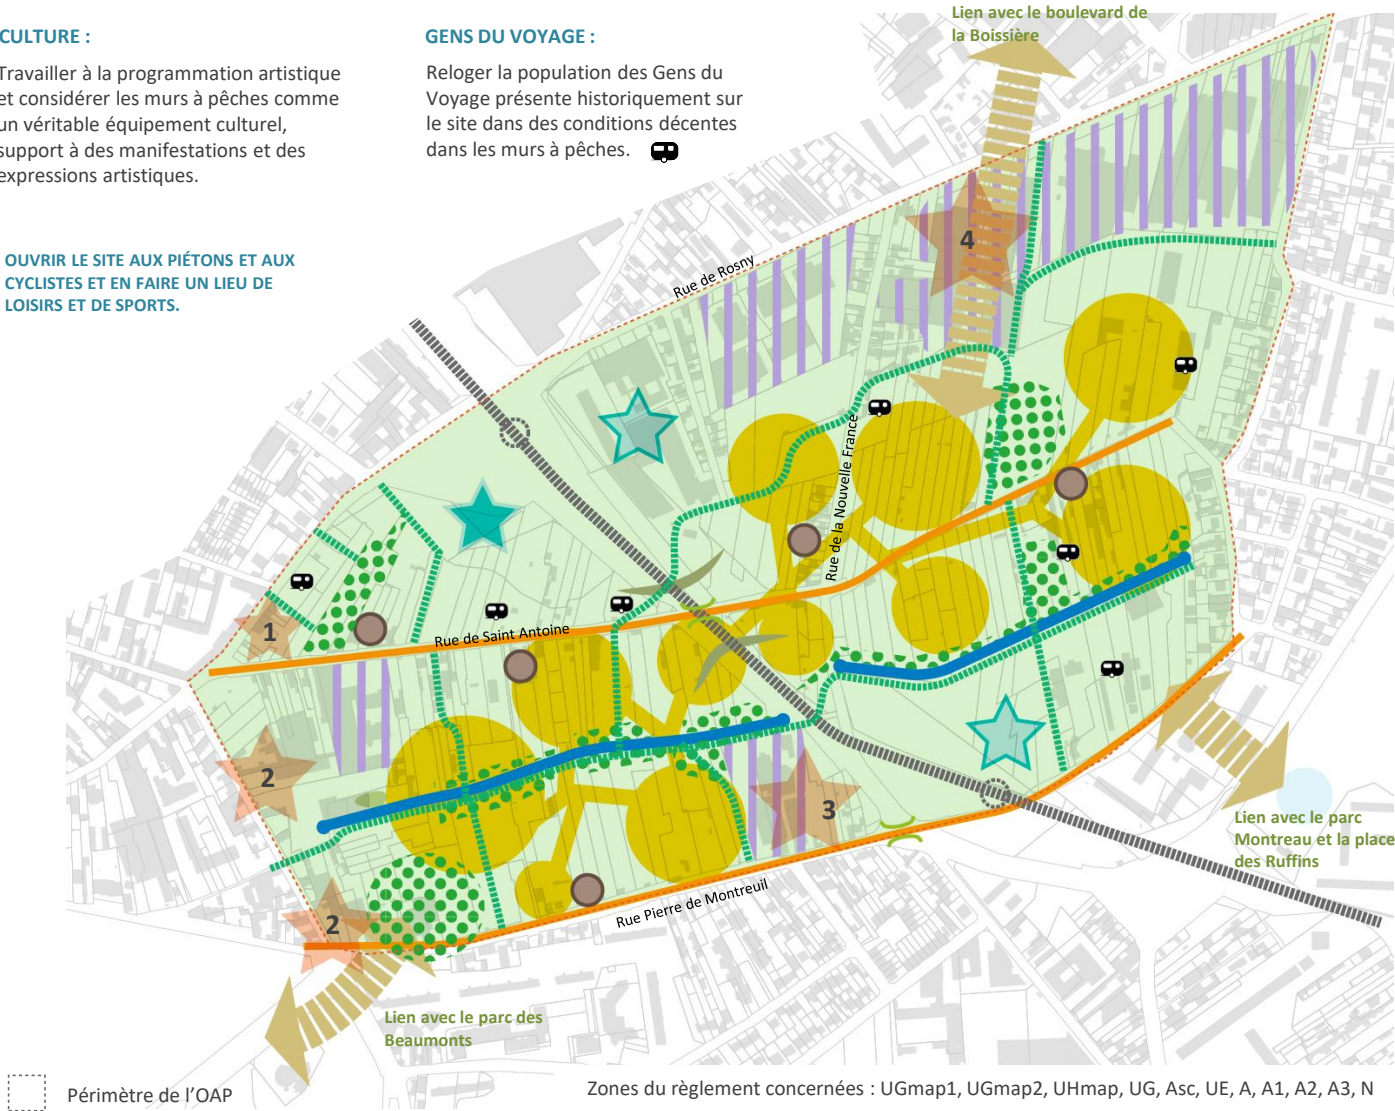 CULTURE :
Travailler à la programmation artistique
et considérer les murs à pêches comme
un véritable équipement culturel,
support à des manifestations et des
expressions artistiques.
GENS DU VOYAGE :
Reloger la population des Gens du
Voyage présente historiquement sur
le site dans des conditions décentes
dans les murs à pêches.
OUVRIR LE SITE AUX PIÉTONS ET AUX
CYCLISTES ET EN FAIRE UN LIEU DE
LOISIRS ET DE SPORTS.
Lien avec le boulevard de
la Boissière
4
Rue de Rosny
Rue de la Nouvelle France
1
Rue de Saint Antoine
2
3
2
Rue Pierre de Montreuil
Lien avec le parc
Montreau et la place
des Ruffins
Lien avec le parc des
Beaumonts
Périmètre de l'OAP
Zones du règlement concernées : UGmap1, UGmap2, UHmap, UG, Asc, UE, A, A1, A2, A3, N